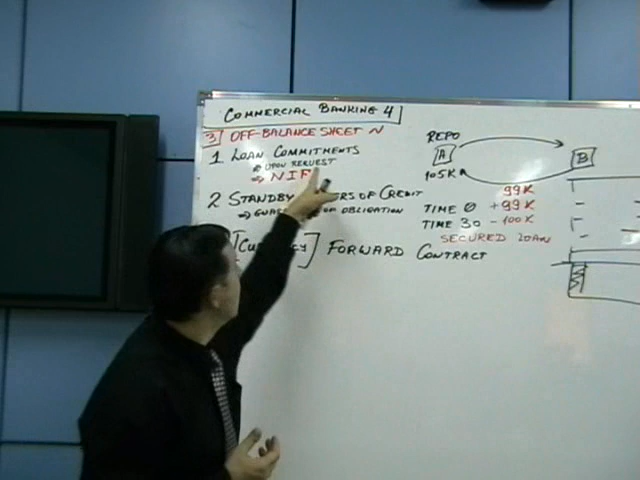 COMMERCIAL BANKING 4
3 OFF-BALANCE SHEET N
1 LOAN COMMITMENTS
UPON REQUEST
⇒ NIF
2 STANDBY OF CREDIT
⇒ OF OBLIGATION
FORWARD CONTRACT
REPO
A
B
105K
99K
TIME 0 +99K
TIME 30 -100K
SECURED LOAN